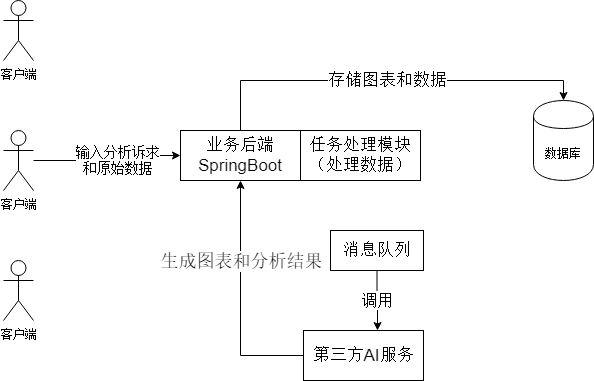 客户端
存储图表和数据
客户端
输入分析诉求
和原始数据
业务后端
SpringBoot
任务处理模块
（处理数据）
数据库
生成图表和分析结果
消息队列
调用
客户端
第三方AI服务